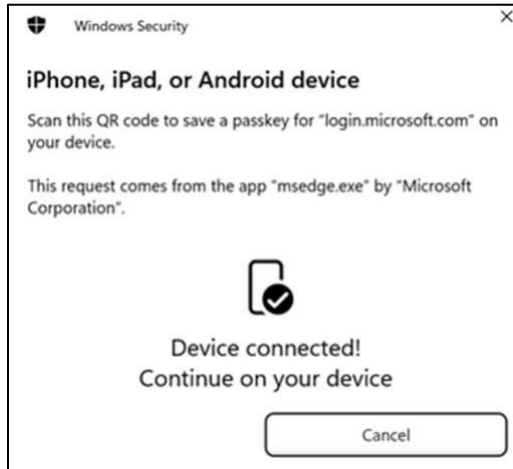 Windows Security
iPhone, iPad, or Android device
Scan this QR code to save a passkey for "login.microsoft.com" on
your device.
This request comes from the app "msedge.exe" by "Microsoft
Corporation".
Device connected!
Continue on your device
Cancel